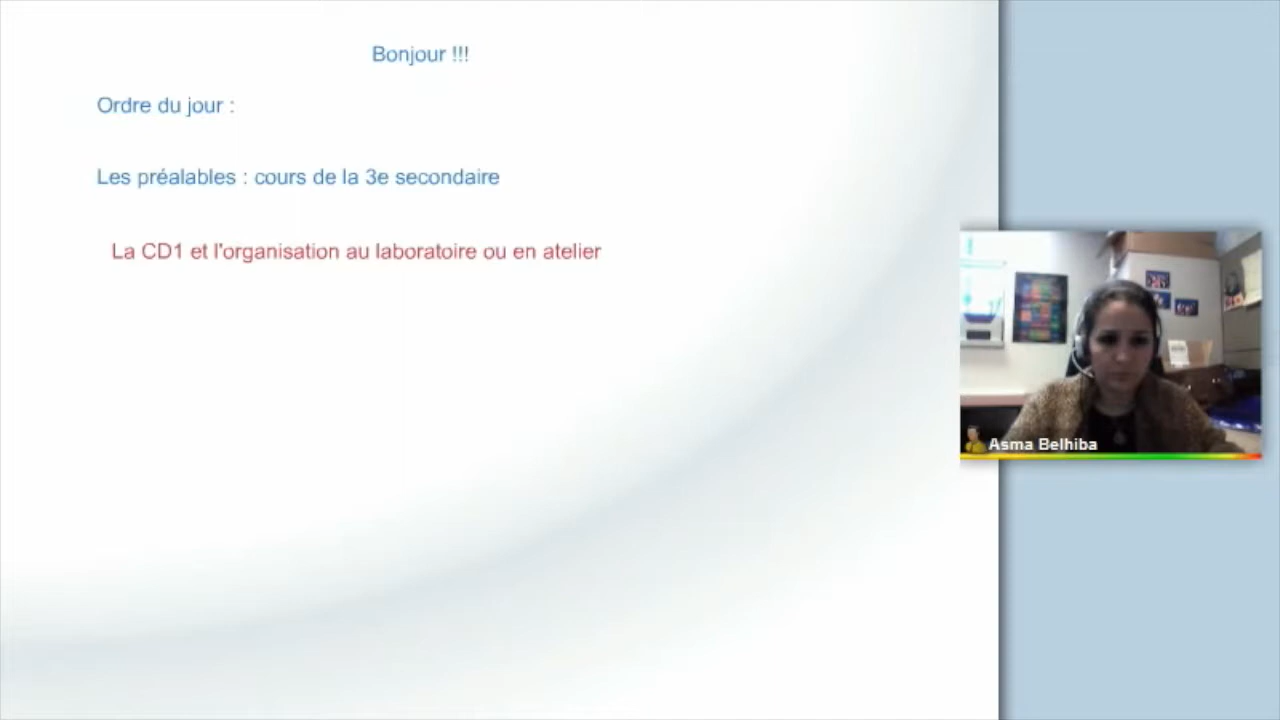 Bonjour !!!
Ordre du jour :
Les préalables : cours de la 3e secondaire
La CD1 et l'organisation au laboratoire ou en atelier
Asma Belhiba